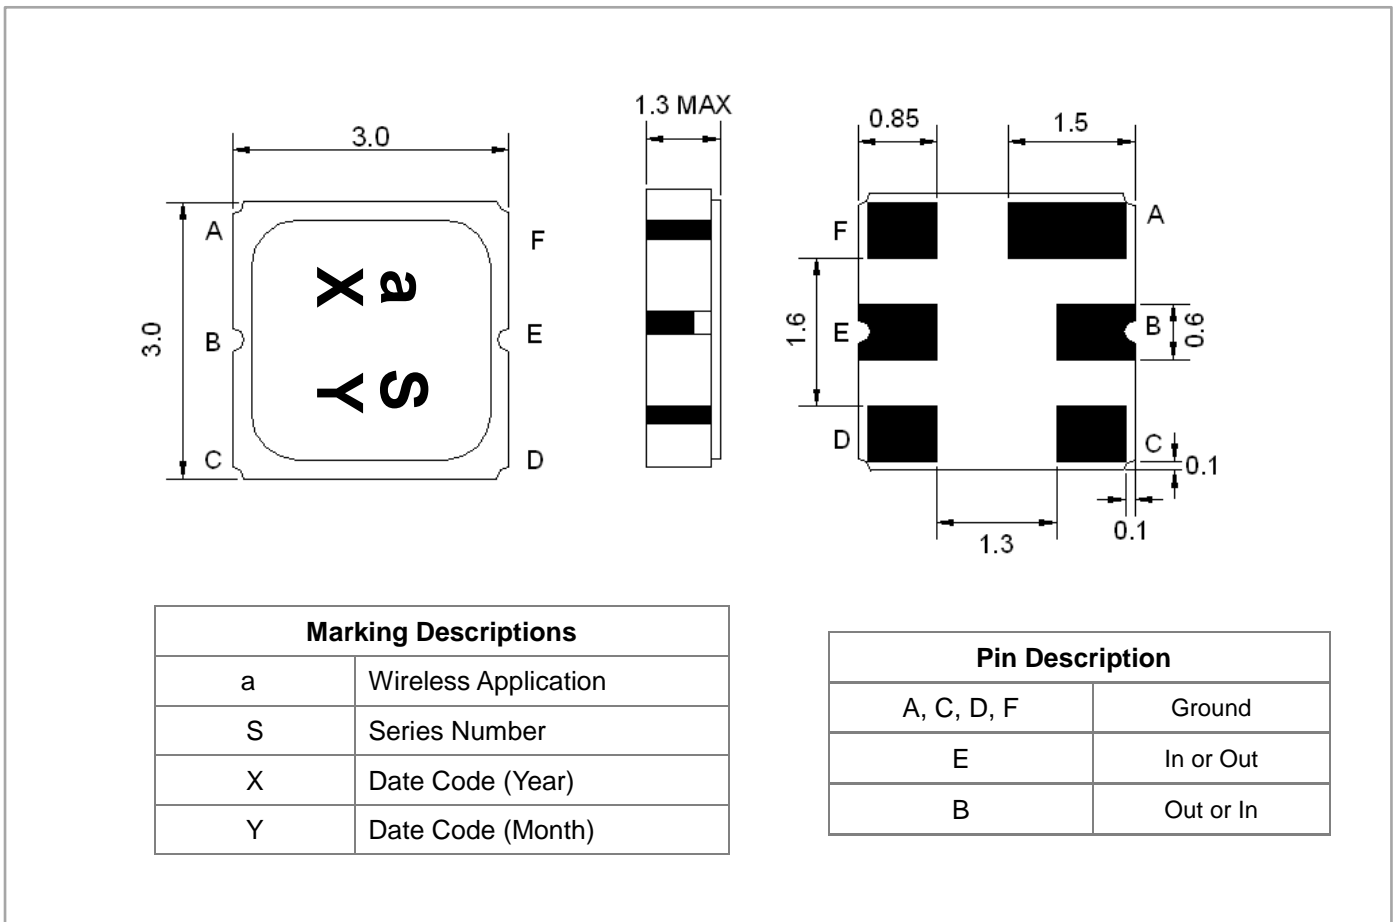 3.0
3.0
A
B
C
F
E
D
a
X
S
Y
1.3 MAX
0.85
1.5
F
A
E
B
D
C
1.6
0.6
0.1
0.1
1.3
Marking Descriptions
a Wireless Application
S Series Number
X Date Code (Year)
Y Date Code (Month)
Pin Description
A, C, D, F Ground
E In or Out
B Out or In